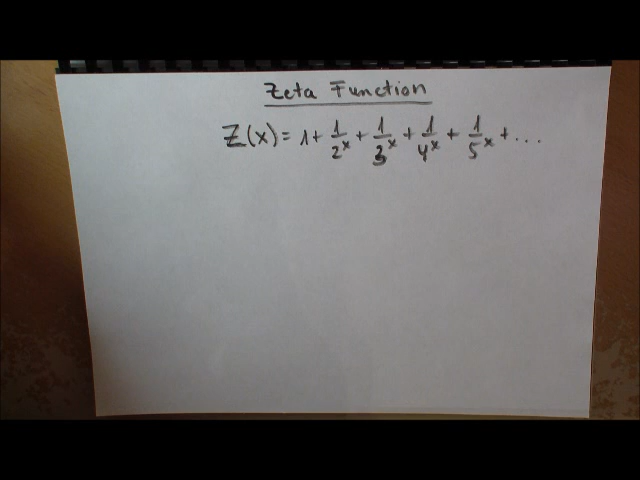 Zeta Function
Z(x) = 1 + 1/2^x + 1/3^x + 1/4^x + 1/5^x + ...